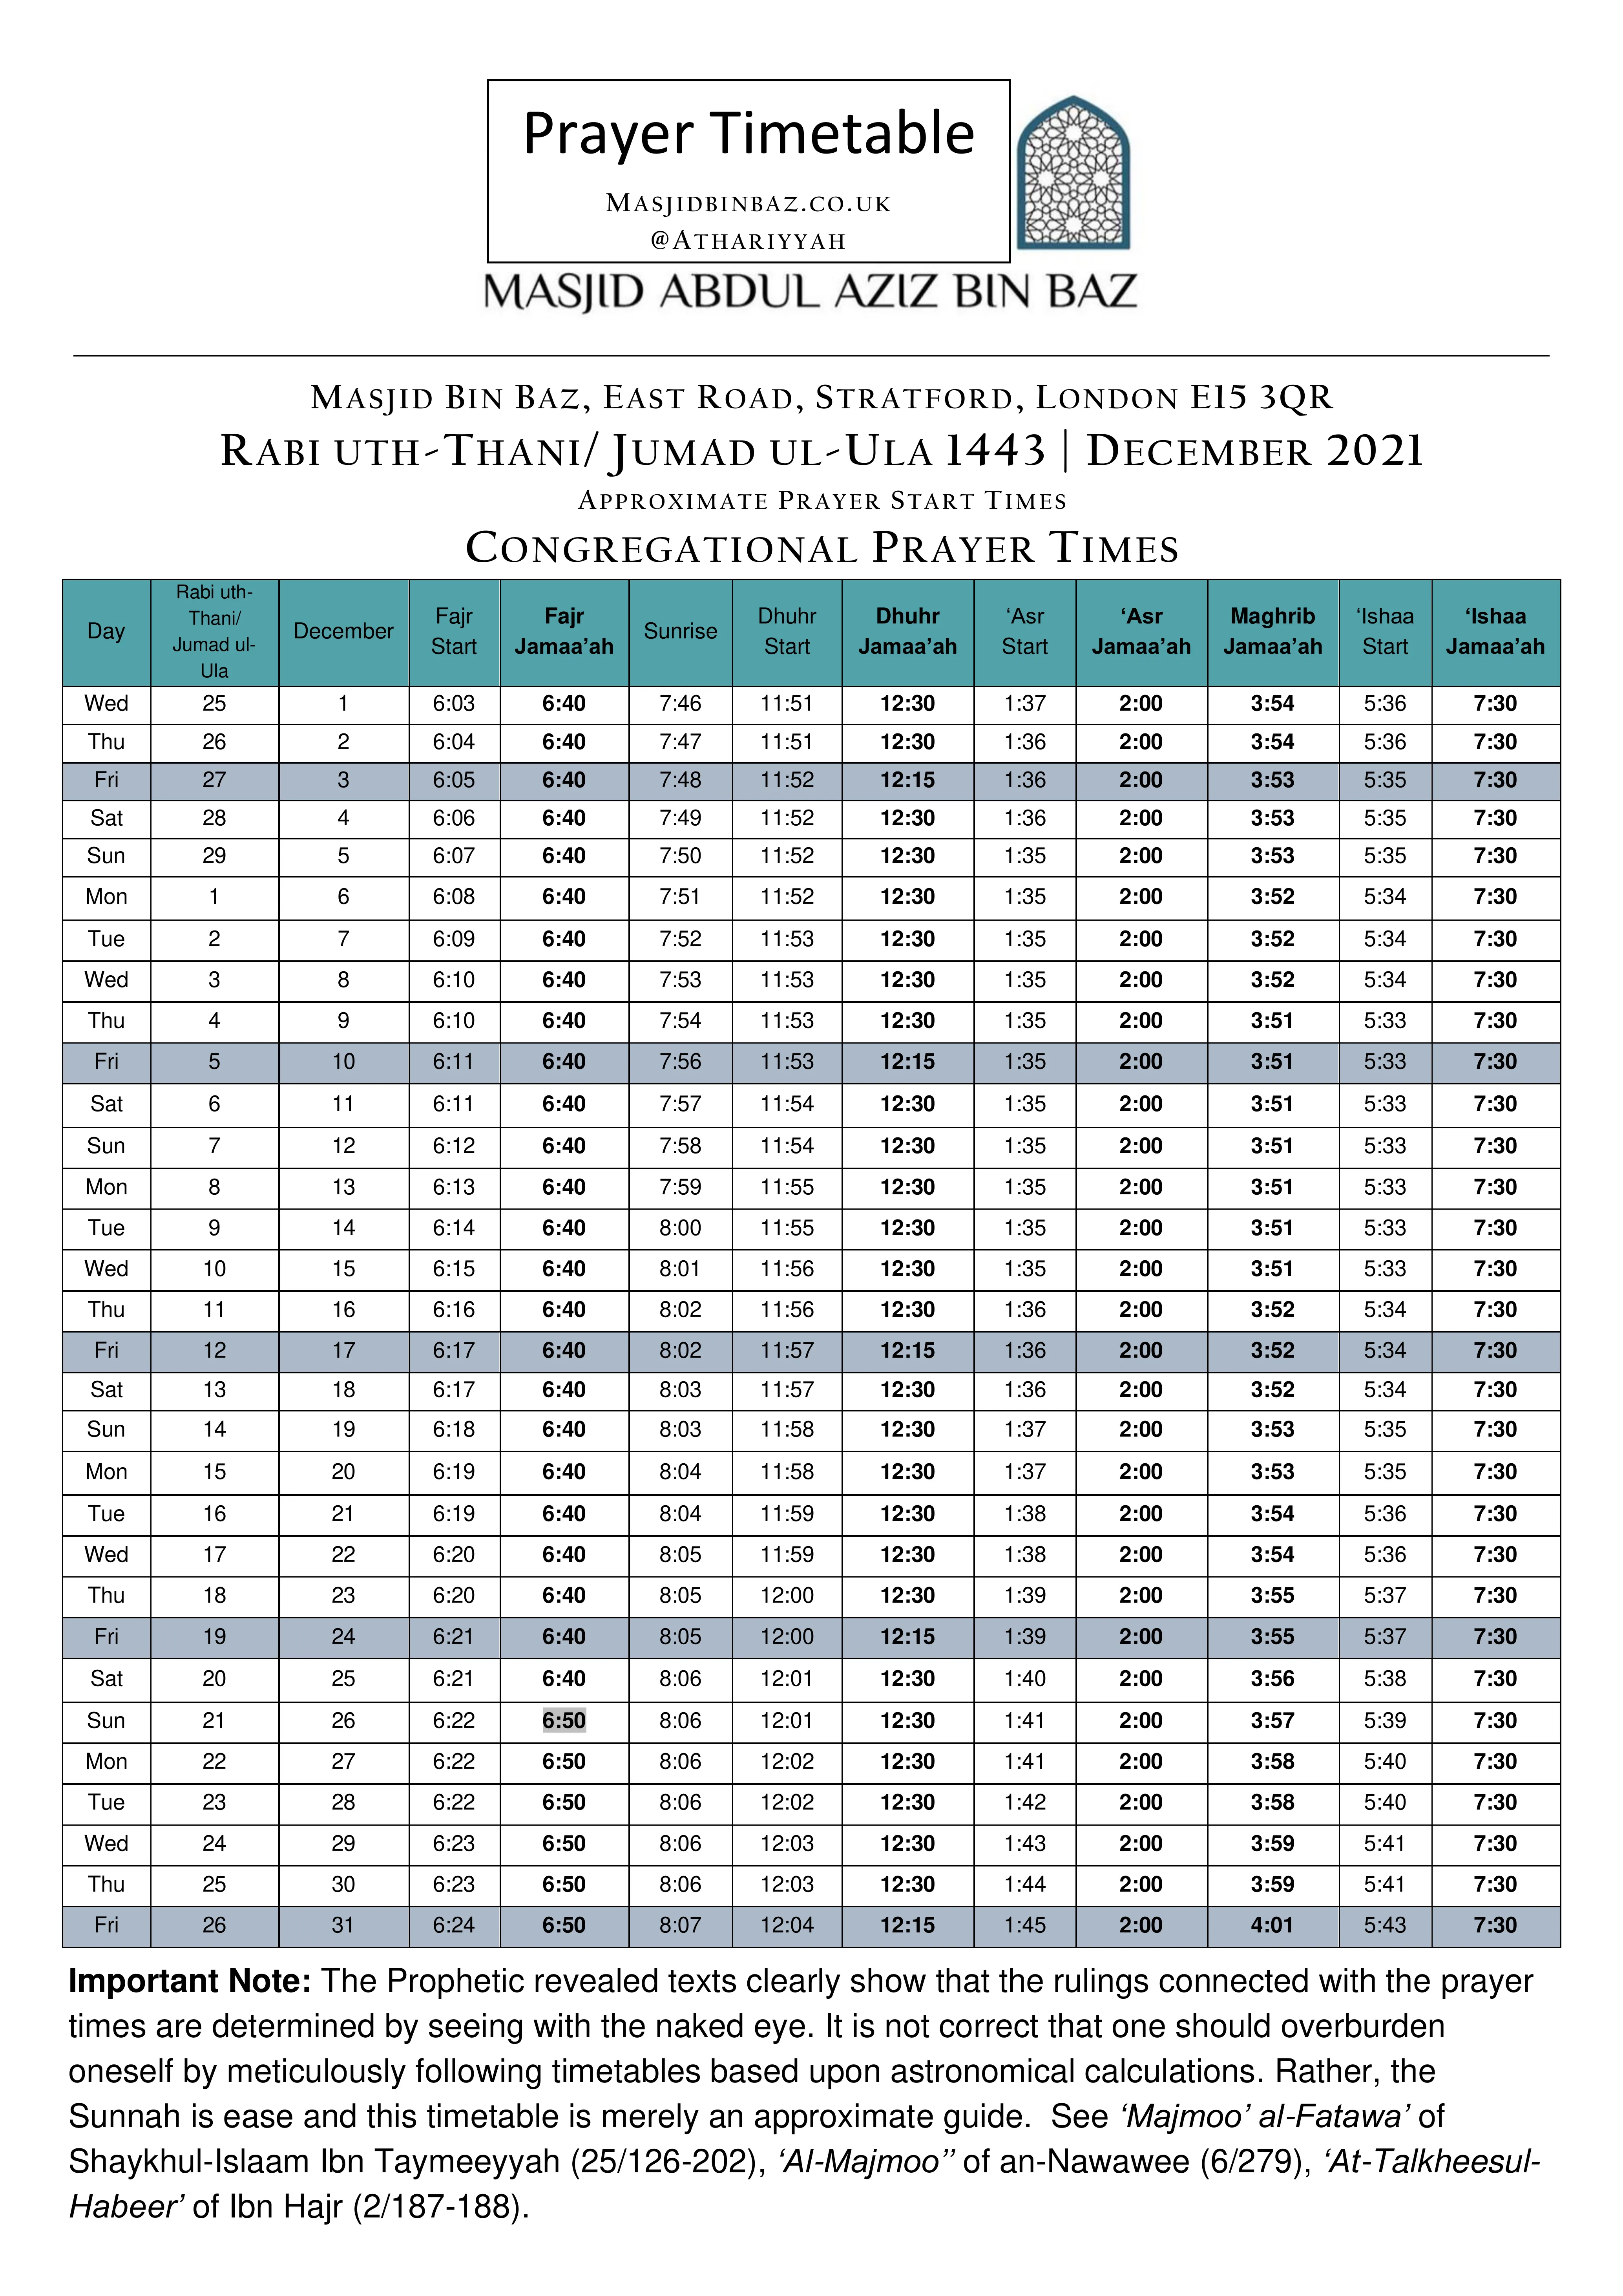 Prayer Timetable
MASJIDBINBAZ.CO.UK
@ATHARIYYAH
MASJID ABDUL AZIZ BIN BAZ
MASJID BIN BAZ, EAST ROAD, STRATFORD, LONDON E15 3QR
RABI UTH-THANI/ JUMAD UL-ULA 1443 | DECEMBER 2021
APPROXIMATE PRAYER START TIMES
CONGREGATIONAL PRAYER TIMES
Day Rabi uth-Thani/ Jumad ul-Ula December Fajr Start Fajr Jamaa’ah Sunrise Dhuhr Start Dhuhr Jamaa’ah ‘Asr Start ‘Asr Jamaa’ah Maghrib Jamaa’ah ‘Ishaa Start ‘Ishaa Jamaa’ah
Wed 25 1 6:03 6:40 7:46 11:51 12:30 1:37 2:00 3:54 5:36 7:30
Thu 26 2 6:04 6:40 7:47 11:51 12:30 1:36 2:00 3:54 5:36 7:30
Fri 27 3 6:05 6:40 7:48 11:52 12:15 1:36 2:00 3:53 5:35 7:30
Sat 28 4 6:06 6:40 7:49 11:52 12:30 1:36 2:00 3:53 5:35 7:30
Sun 29 5 6:07 6:40 7:50 11:52 12:30 1:35 2:00 3:53 5:35 7:30
Mon 1 6 6:08 6:40 7:51 11:52 12:30 1:35 2:00 3:52 5:34 7:30
Tue 2 7 6:09 6:40 7:52 11:53 12:30 1:35 2:00 3:52 5:34 7:30
Wed 3 8 6:10 6:40 7:53 11:53 12:30 1:35 2:00 3:52 5:34 7:30
Thu 4 9 6:10 6:40 7:54 11:53 12:30 1:35 2:00 3:51 5:33 7:30
Fri 5 10 6:11 6:40 7:56 11:53 12:15 1:35 2:00 3:51 5:33 7:30
Sat 6 11 6:11 6:40 7:57 11:54 12:30 1:35 2:00 3:51 5:33 7:30
Sun 7 12 6:12 6:40 7:58 11:54 12:30 1:35 2:00 3:51 5:33 7:30
Mon 8 13 6:13 6:40 7:59 11:55 12:30 1:35 2:00 3:51 5:33 7:30
Tue 9 14 6:14 6:40 8:00 11:55 12:30 1:35 2:00 3:51 5:33 7:30
Wed 10 15 6:15 6:40 8:01 11:56 12:30 1:35 2:00 3:51 5:33 7:30
Thu 11 16 6:16 6:40 8:02 11:56 12:30 1:36 2:00 3:52 5:34 7:30
Fri 12 17 6:17 6:40 8:02 11:57 12:15 1:36 2:00 3:52 5:34 7:30
Sat 13 18 6:17 6:40 8:03 11:57 12:30 1:36 2:00 3:52 5:34 7:30
Sun 14 19 6:18 6:40 8:03 11:58 12:30 1:37 2:00 3:53 5:35 7:30
Mon 15 20 6:19 6:40 8:04 11:58 12:30 1:37 2:00 3:53 5:35 7:30
Tue 16 21 6:19 6:40 8:04 11:59 12:30 1:38 2:00 3:54 5:36 7:30
Wed 17 22 6:20 6:40 8:05 11:59 12:30 1:38 2:00 3:54 5:36 7:30
Thu 18 23 6:20 6:40 8:05 12:00 12:30 1:39 2:00 3:55 5:37 7:30
Fri 19 24 6:21 6:40 8:05 12:00 12:15 1:39 2:00 3:55 5:37 7:30
Sat 20 25 6:21 6:40 8:06 12:01 12:30 1:40 2:00 3:56 5:38 7:30
Sun 21 26 6:22 6:50 8:06 12:01 12:30 1:41 2:00 3:57 5:39 7:30
Mon 22 27 6:22 6:50 8:06 12:02 12:30 1:41 2:00 3:58 5:40 7:30
Tue 23 28 6:22 6:50 8:06 12:02 12:30 1:42 2:00 3:58 5:40 7:30
Wed 24 29 6:23 6:50 8:06 12:03 12:30 1:43 2:00 3:59 5:41 7:30
Thu 25 30 6:23 6:50 8:06 12:03 12:30 1:44 2:00 3:59 5:41 7:30
Fri 26 31 6:24 6:50 8:07 12:04 12:15 1:45 2:00 4:01 5:43 7:30
Important Note: The Prophetic revealed texts clearly show that the rulings connected with the prayer
times are determined by seeing with the naked eye. It is not correct that one should overburden
oneself by meticulously following timetables based upon astronomical calculations. Rather, the
Sunnah is ease and this timetable is merely an approximate guide. See ‘Majmoo’ al-Fatawa’ of
Shaykhul-Islaam Ibn Taymeeyyah (25/126-202), ‘Al-Majmoo’’ of an-Nawawee (6/279), ‘At-Talkheesul-
Habeer’ of Ibn Hajr (2/187-188).